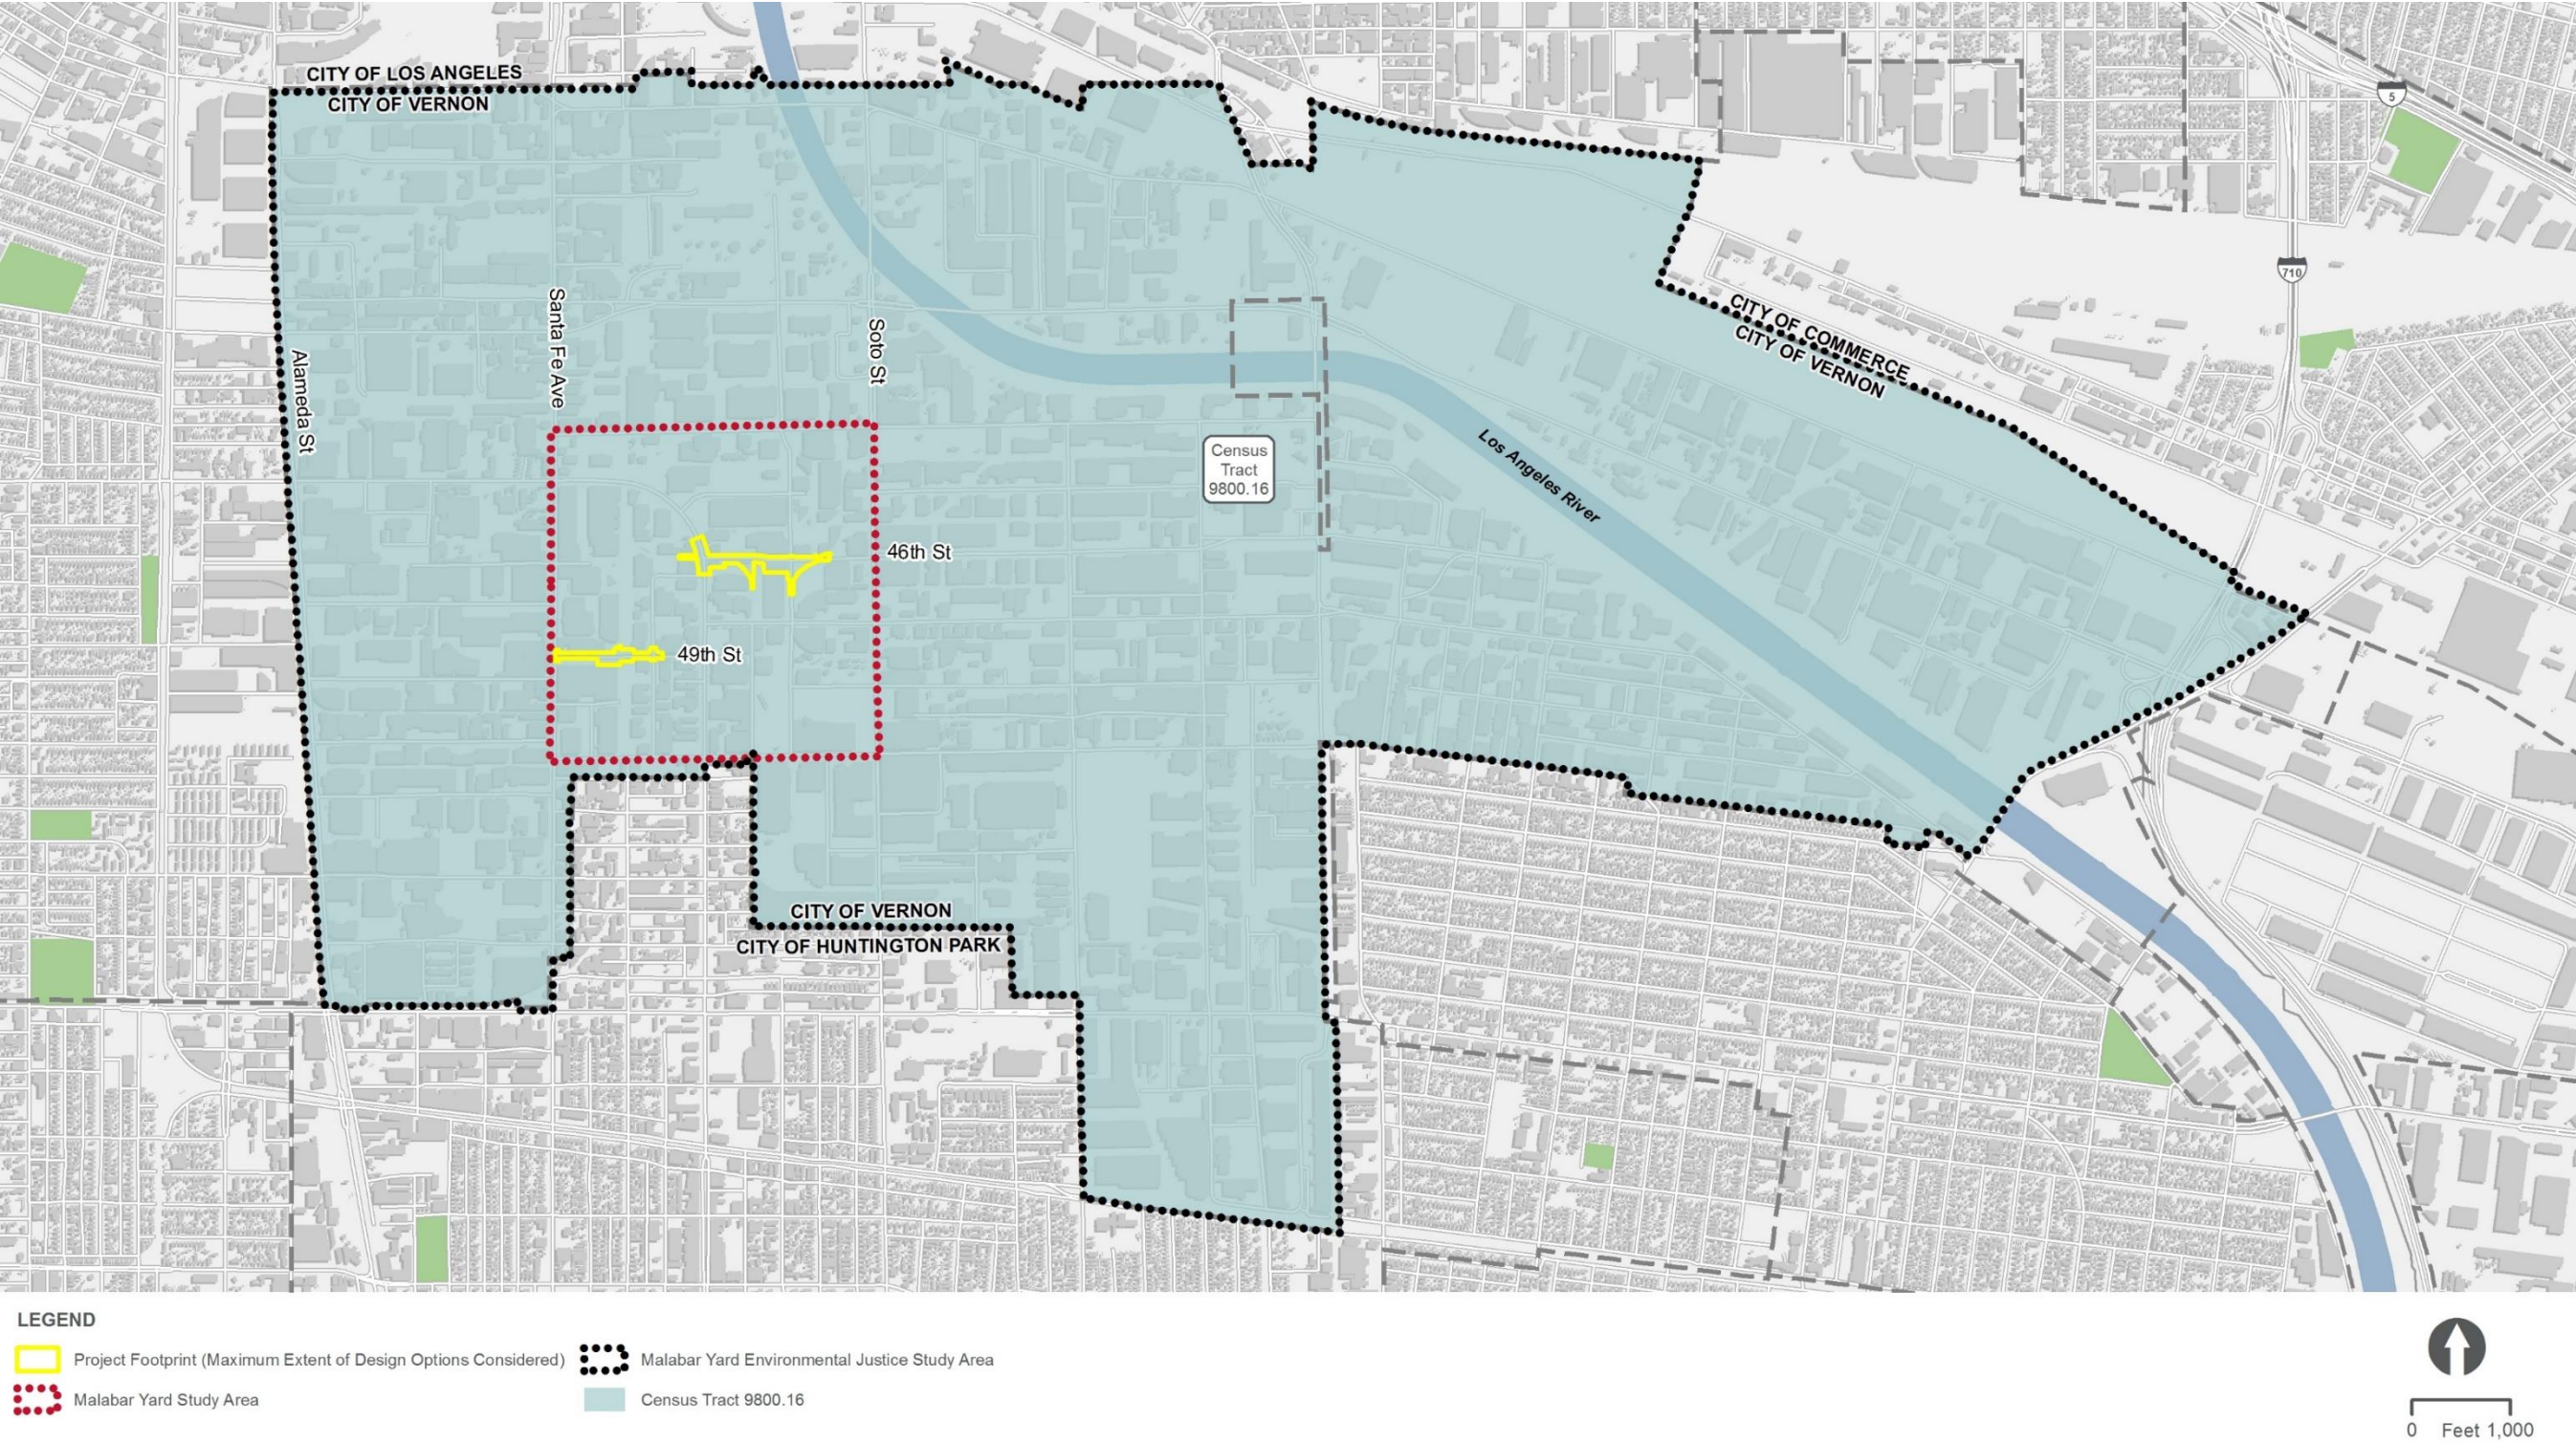 CITY OF LOS ANGELES
CITY OF VERNON
5
710
Santa Fe Ave
Soto St
Alameda St
CITY OF COMMERCE
CITY OF VERNON
Census
Tract
9800.16
Los Angeles River
46th St
49th St
CITY OF VERNON
CITY OF HUNTINGTON PARK
LEGEND
Project Footprint (Maximum Extent of Design Options Considered)
Malabar Yard Environmental Justice Study Area
Malabar Yard Study Area
Census Tract 9800.16
0 Feet 1,000